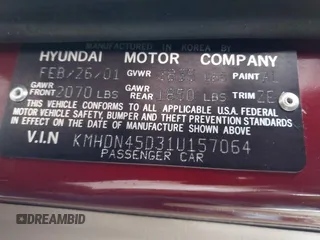 MANUFACTURED IN KOREA BY
HYUNDAI MOTOR COMPANY
FEB/26/01 GVWR LBS PAINT
GAWR FRONT 2070 LBS GAWR REAR LBS TRIM ZE
THIS VEHICLE CONFORMS TO ALL APPLICABLE FEDERAL
MOTOR VEHICLE SAFETY, BUMPER AND THEFT PREVENTION
STANDARDS IN EFFECT ON THE DATE OF MANUFACTURE
SHOWN ABOVE.
V.I.N KMHDN45D31U157064
PASSENGER CAR
DREAMBID